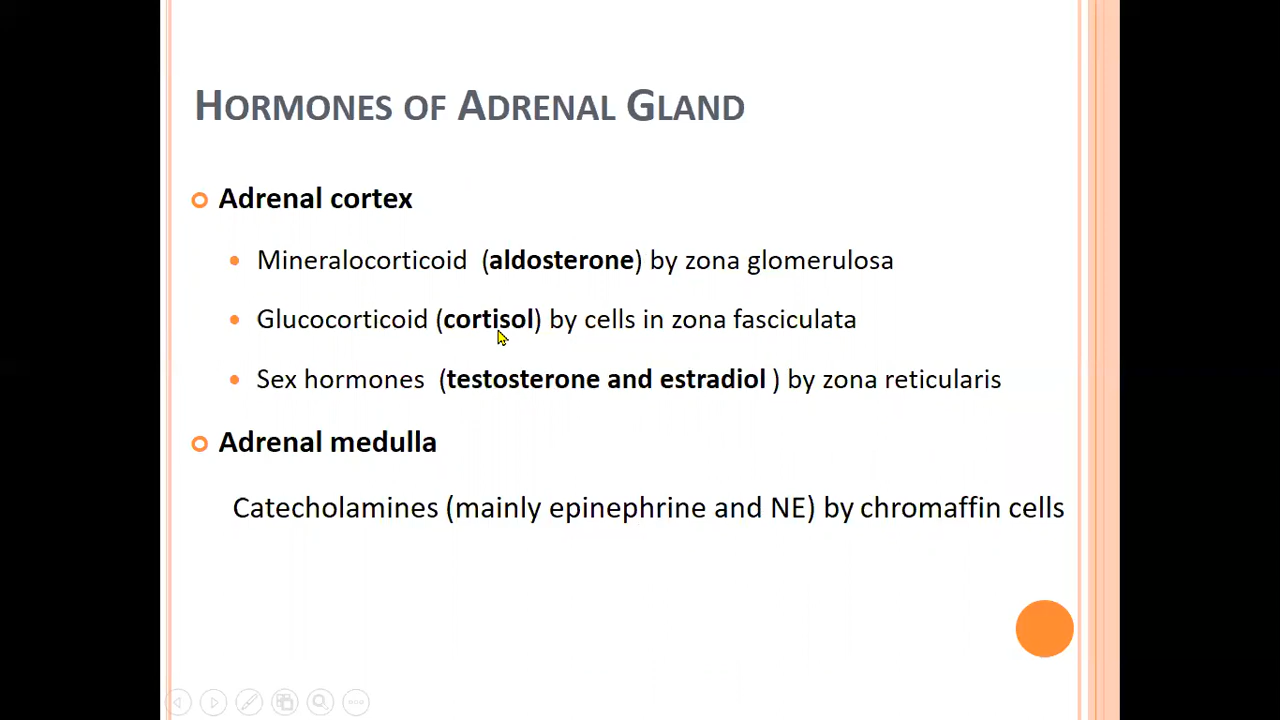 HORMONES OF ADRENAL GLAND
Adrenal cortex
Mineralocorticoid (aldosterone) by zona glomerulosa
Glucocorticoid (cortisol) by cells in zona fasciculata
Sex hormones (testosterone and estradiol ) by zona reticularis
Adrenal medulla
Catecholamines (mainly epinephrine and NE) by chromaffin cells